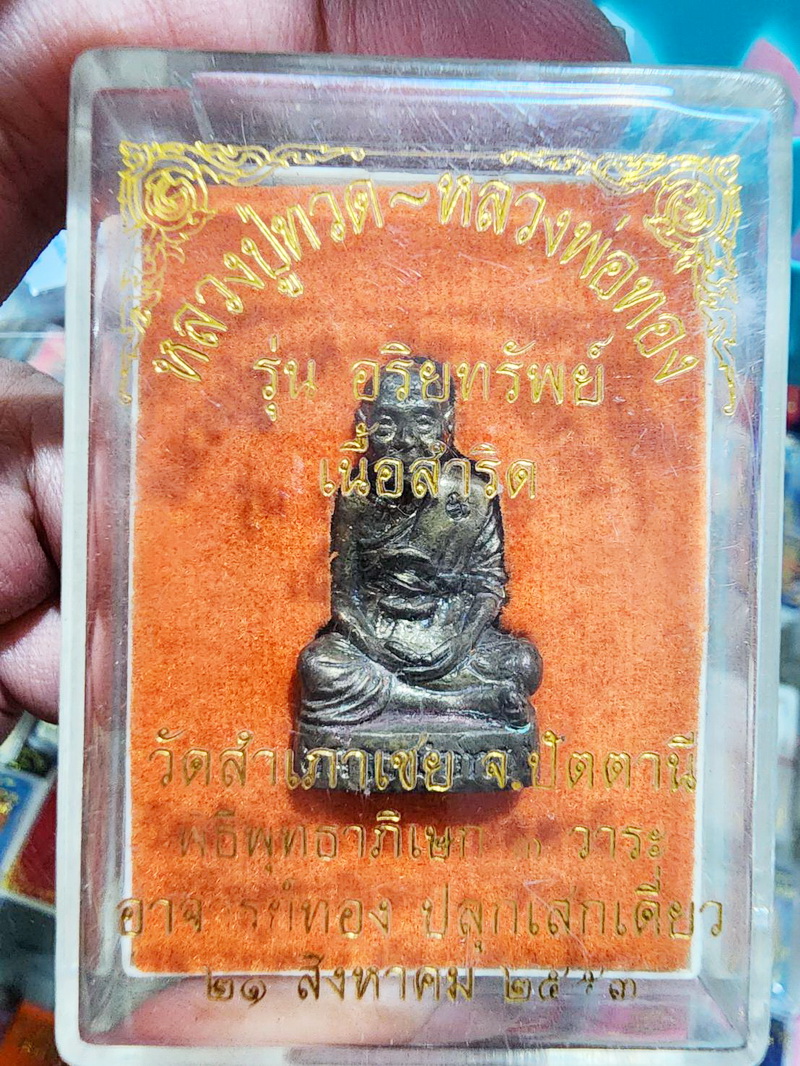 หลวงปู่ทวด~หลวงพ่อทอง
รุ่น อริยทรัพย์
เนื้อสำริด
วัดสำเภาเชย จ.ปัตตานี
พิธีพุทธาภิเษก ๓ วาระ
อาจารย์ทอง ปลุกเสกเดี่ยว
๒๑ สิงหาคม